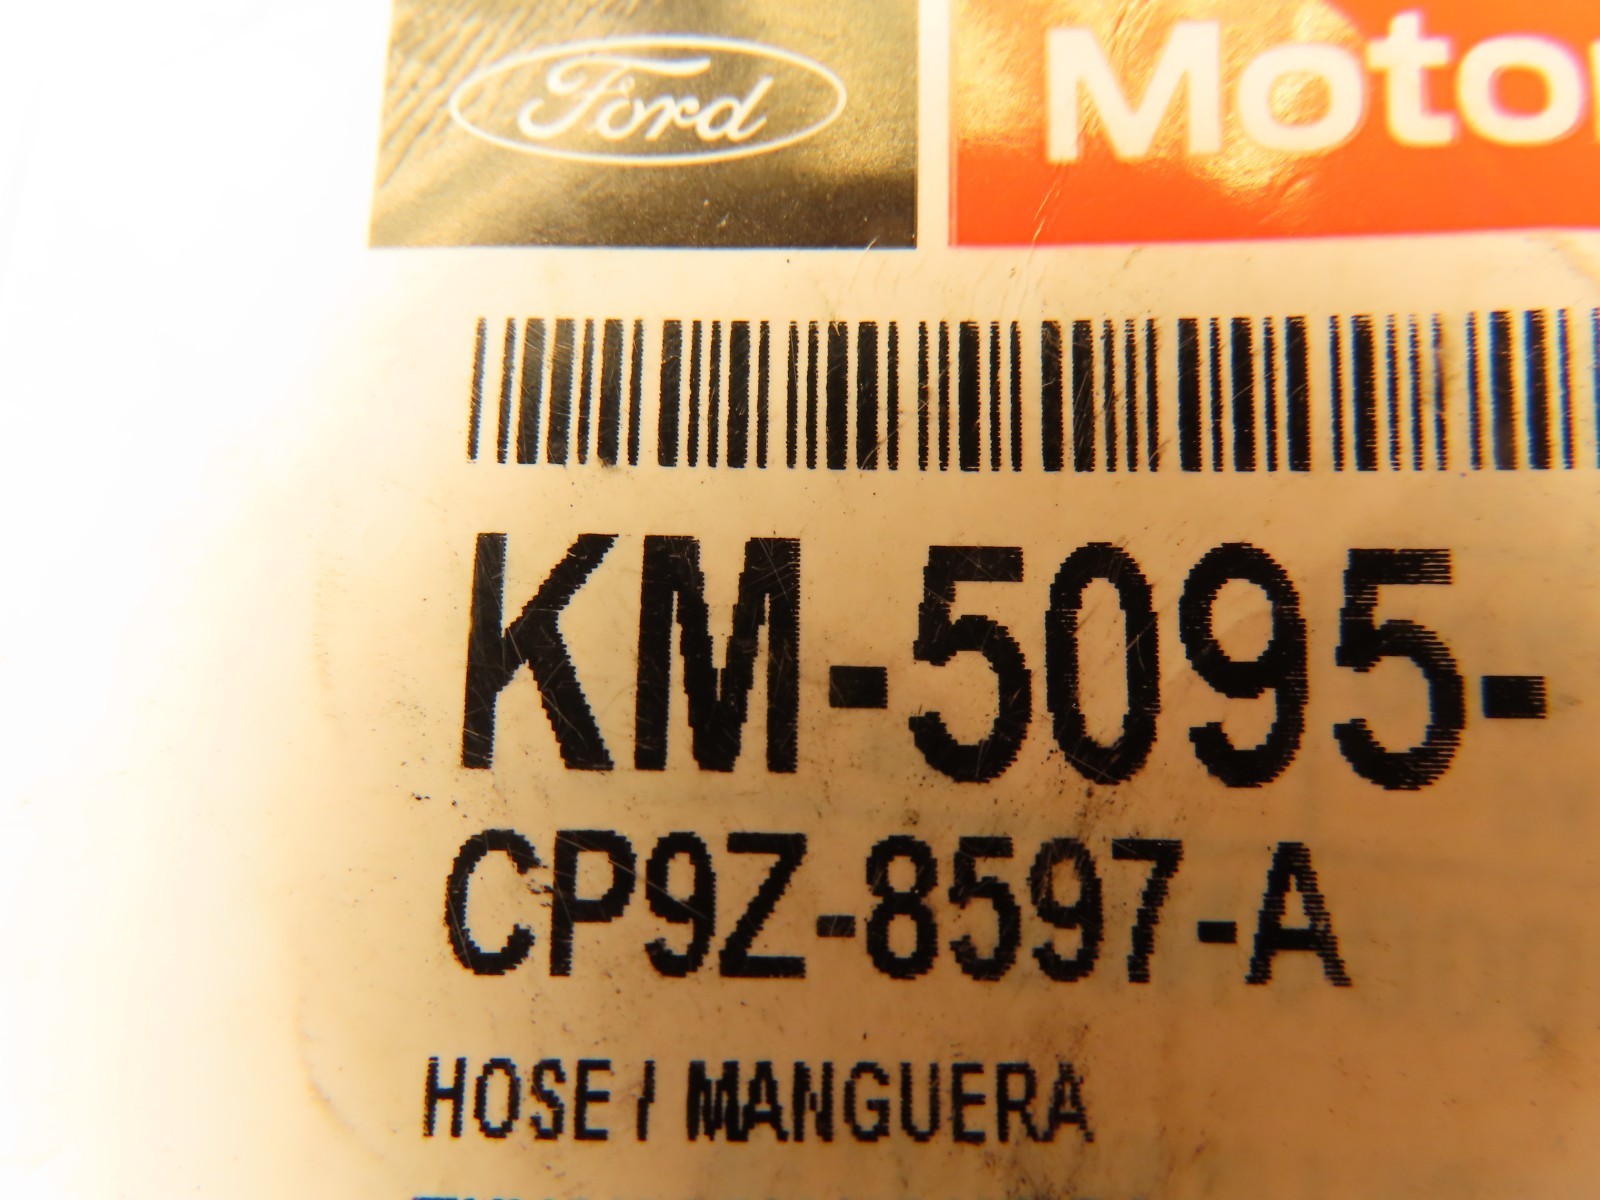 Ford
Motor
KM-5095-
CP9Z-8597-A
HOSE / MANGUERA